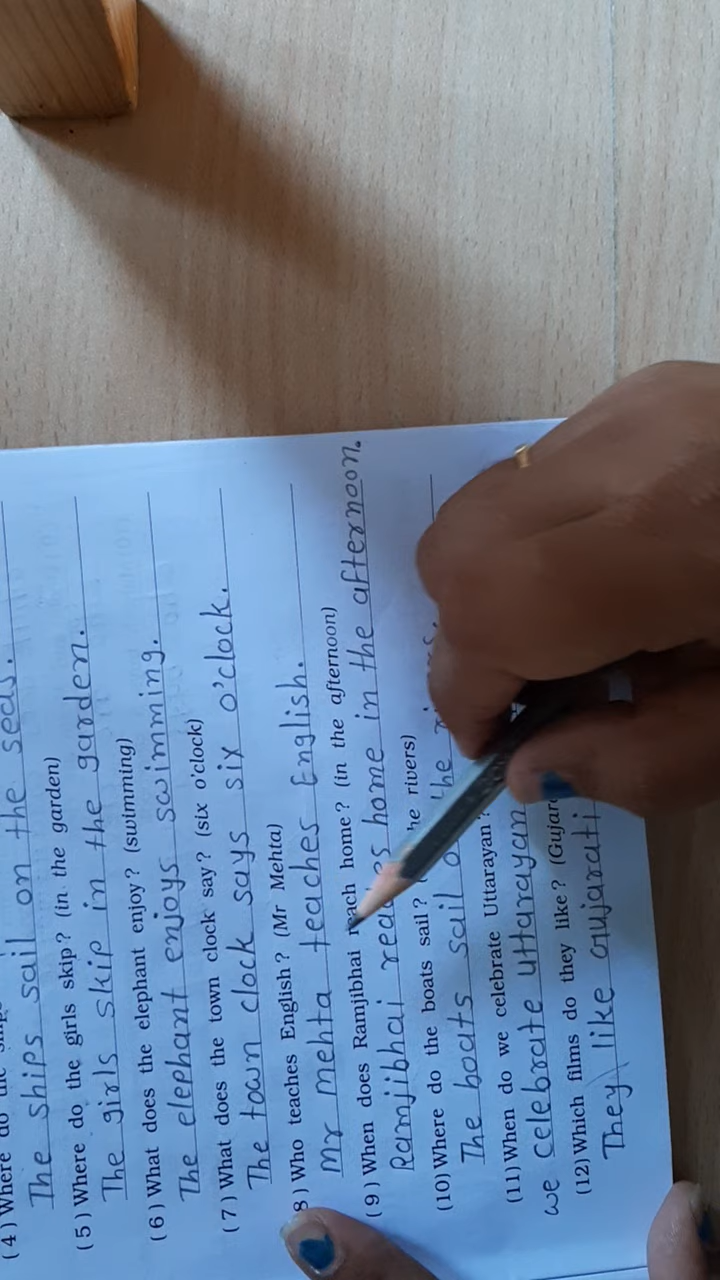 (4) Where do the
The ships sail on the seas.
(5) Where do the girls skip? (in the garden)
The girls skip in the garden.
(6) What does the elephant enjoy? (swimming)
The elephant enjoys swimming.
(7) What does the town clock say? (six o'clock)
The town clock says six o'clock.
8) Who teaches English? (Mr Mehta)
Mr mehta teaches English.
(9) When does Ramjibhai each home? (in the afternoon)
Ramjibhai home in the afternoon.
(10) Where do the boats sail? he rivers)
The boats sail the
(11) When do we celebrate Uttarayan?
we celebrate uttarayan
(12) Which films do they like? (Gujar
They like Gujarati